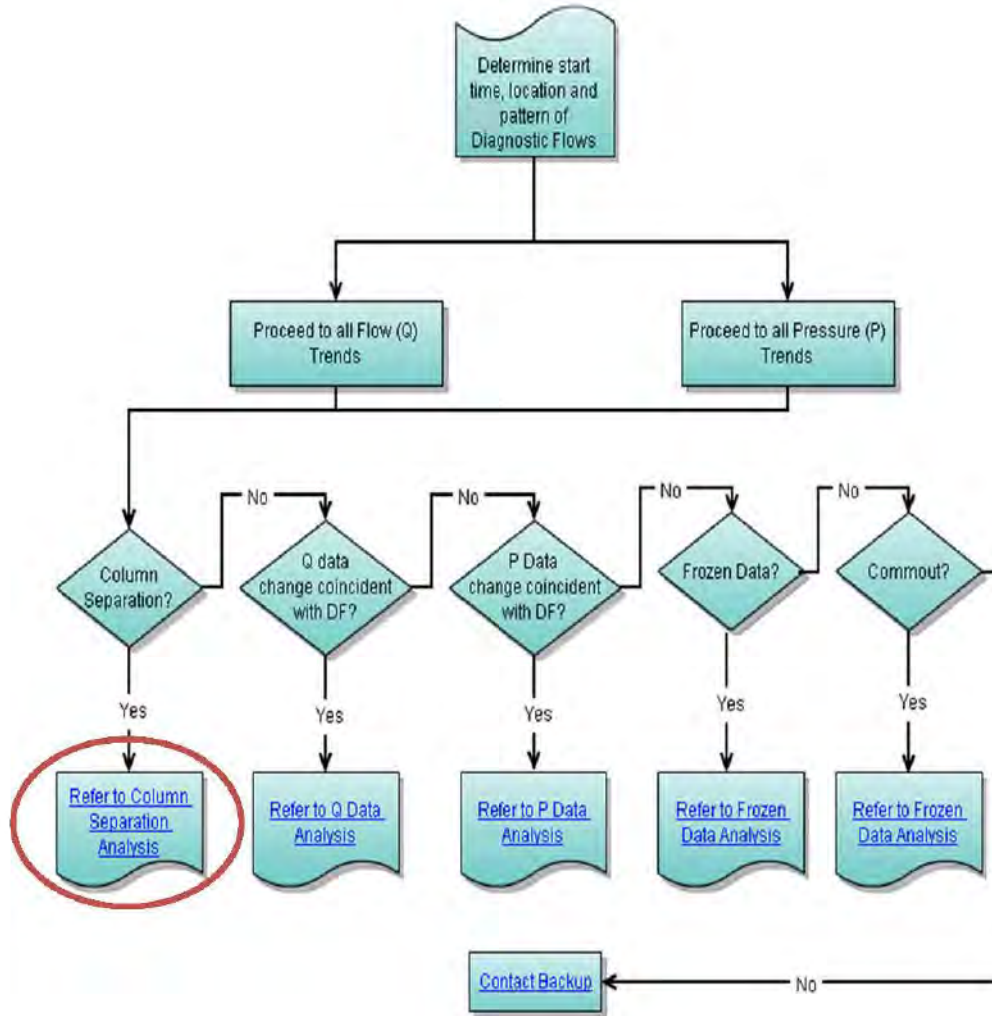 Determine start
time, location and
pattern of
Diagnostic Flows
Proceed to all Flow (Q)
Trends
Proceed to all Pressure (P)
Trends
No
No
No
No
Column
Separation?
Q data
change coincident
with DF?
P Data
change coincident
with DF?
Frozen Data?
Commout?
Yes
Yes
Yes
Yes
Yes
Refer to Column
Separation
Analysis
Refer to Q Data
Analysis
Refer to P Data
Analysis
Refer to Frozen
Data Analysis
Refer to Frozen
Data Analysis
Contact Backup
No